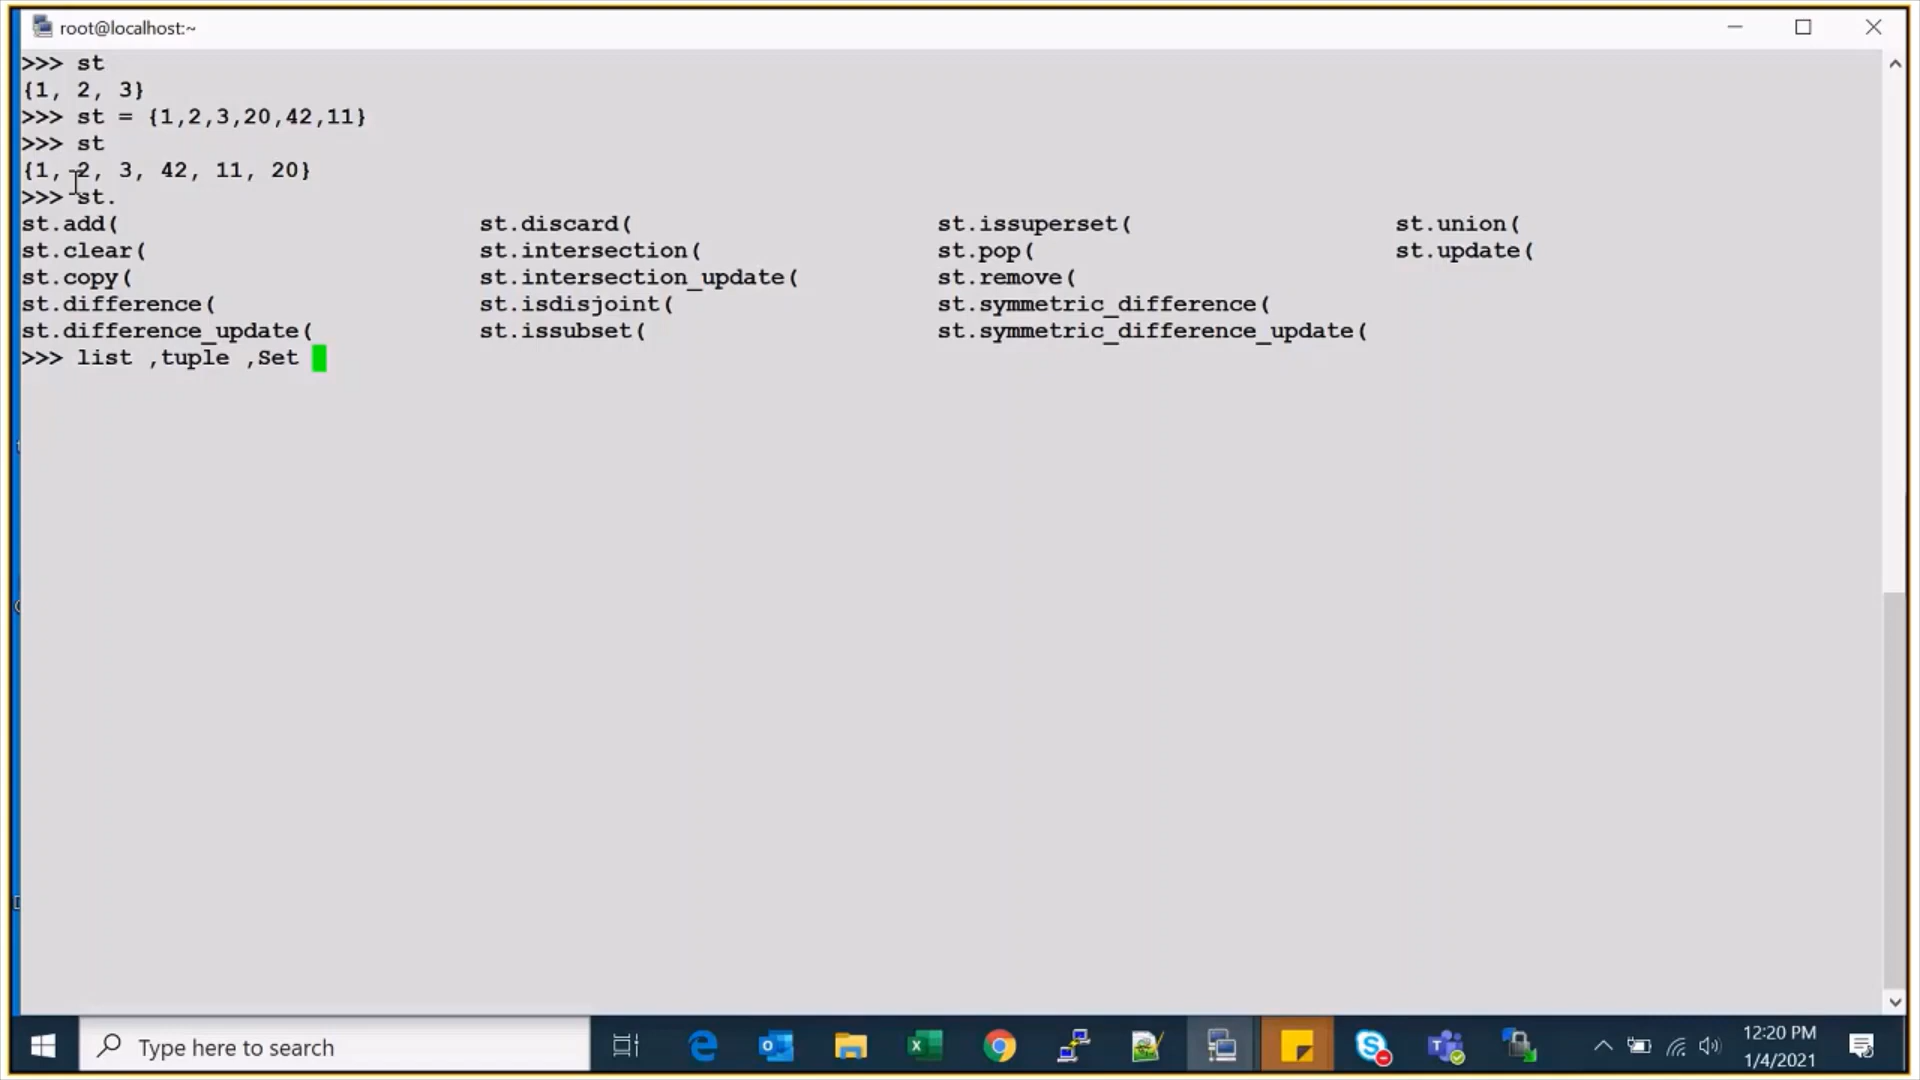 root@localhost:~
>>> st
{1, 2, 3}
>>> st = {1,2,3,20,42,11}
>>> st
{1, 2, 3, 42, 11, 20}
>>> st.
st.add( st.discard( st.issuperset( st.union(
st.clear( st.intersection( st.pop( st.update(
st.copy( st.intersection_update( st.remove(
st.difference( st.isdisjoint( st.symmetric_difference(
st.difference_update( st.issubset( st.symmetric_difference_update(
>>> list ,tuple ,Set
Type here to search
12:20 PM
1/4/2021